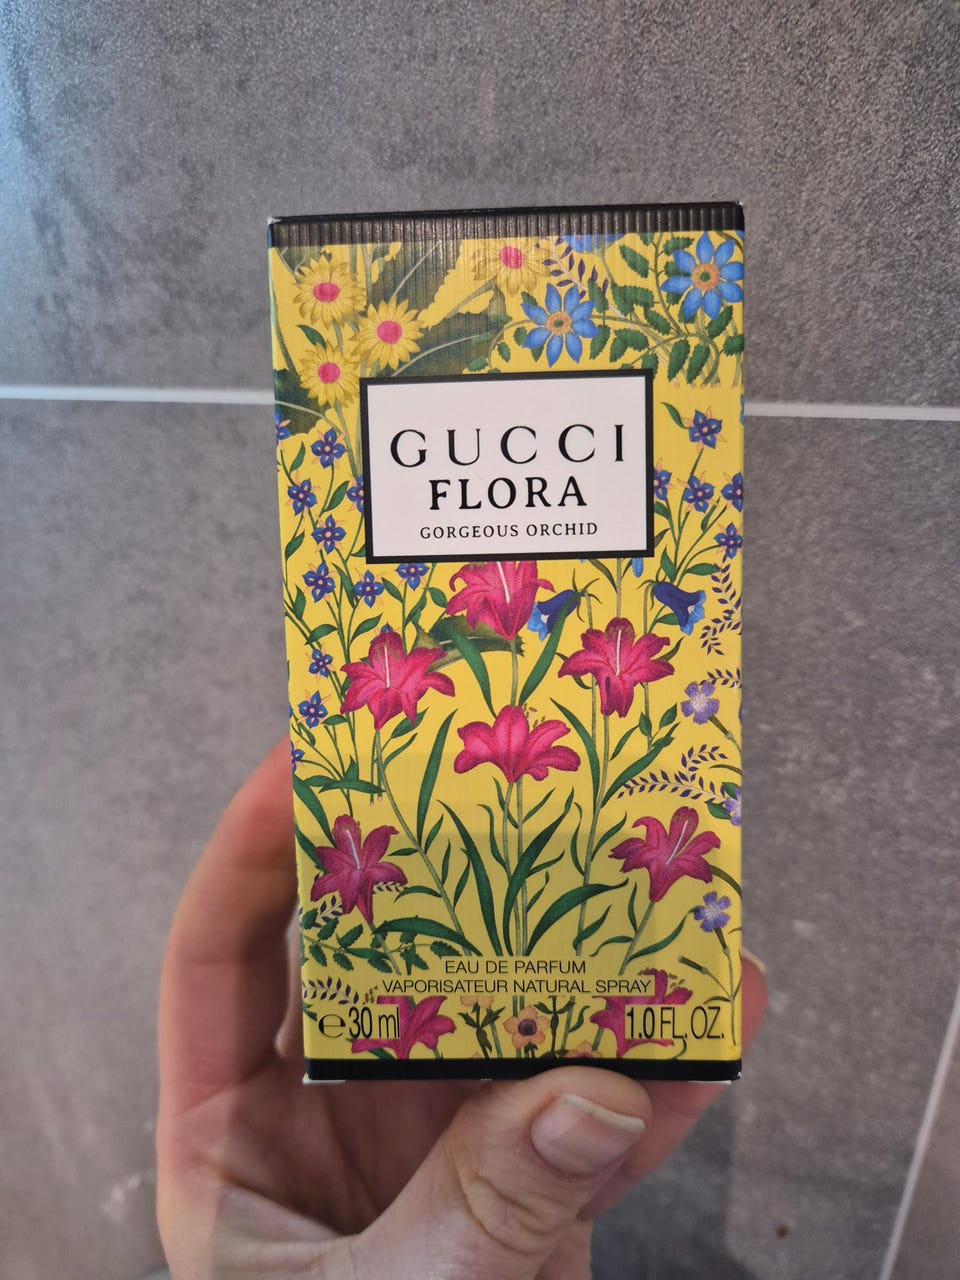 GUCCI
FLORA
GORGEOUS ORCHID
EAU DE PARFUM
VAPORISATEUR NATURAL SPRAY
℮30 ml
1.0 FL. OZ.